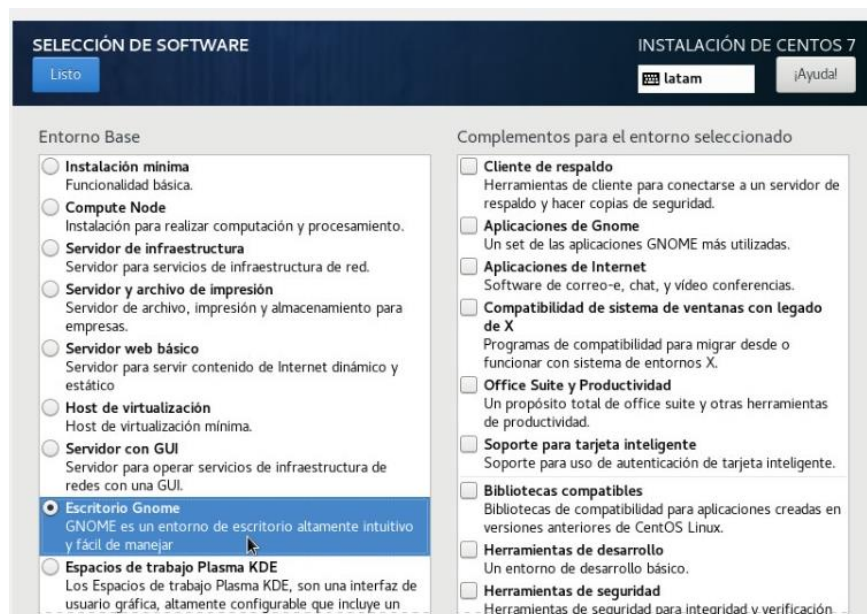 SELECCIÓN DE SOFTWARE
Listo
INSTALACIÓN DE CENTOS 7
latam
¡Ayuda!
Entorno Base
Instalación mínima
Funcionalidad básica.
Compute Node
Instalación para realizar computación y procesamiento.
Servidor de infraestructura
Servidor para servicios de infraestructura de red.
Servidor y archivo de impresión
Servidor de archivo, impresión y almacenamiento para
empresas.
Servidor web básico
Servidor para servir contenido de Internet dinámico y
estático
Host de virtualización
Host de virtualización mínima.
Servidor con GUI
Servidor para operar servicios de infraestructura de
redes con una GUI.
Escritorio Gnome
GNOME es un entorno de escritorio altamente intuitivo
y fácil de manejar
Espacios de trabajo Plasma KDE
Los Espacios de trabajo Plasma KDE, son una interfaz de
usuario gráfica, altamente configurable que incluye un
Complementos para el entorno seleccionado
Cliente de respaldo
Herramientas de cliente para conectarse a un servidor de
respaldo y hacer copias de seguridad.
Aplicaciones de Gnome
Un set de las aplicaciones GNOME más utilizadas.
Aplicaciones de Internet
Software de correo-e, chat, y vídeo conferencias.
Compatibilidad de sistema de ventanas con legado
de X
Programas de compatibilidad para migrar desde o
funcionar con sistema de entornos X.
Office Suite y Productividad
Un propósito total de office suite y otras herramientas
de productividad.
Soporte para tarjeta inteligente
Soporte para uso de autenticación de tarjeta inteligente.
Bibliotecas compatibles
Bibliotecas de compatibilidad para aplicaciones creadas en
versiones anteriores de CentOS Linux.
Herramientas de desarrollo
Un entorno de desarrollo básico.
Herramientas de seguridad
Herramientas de seguridad para integridad y verificación